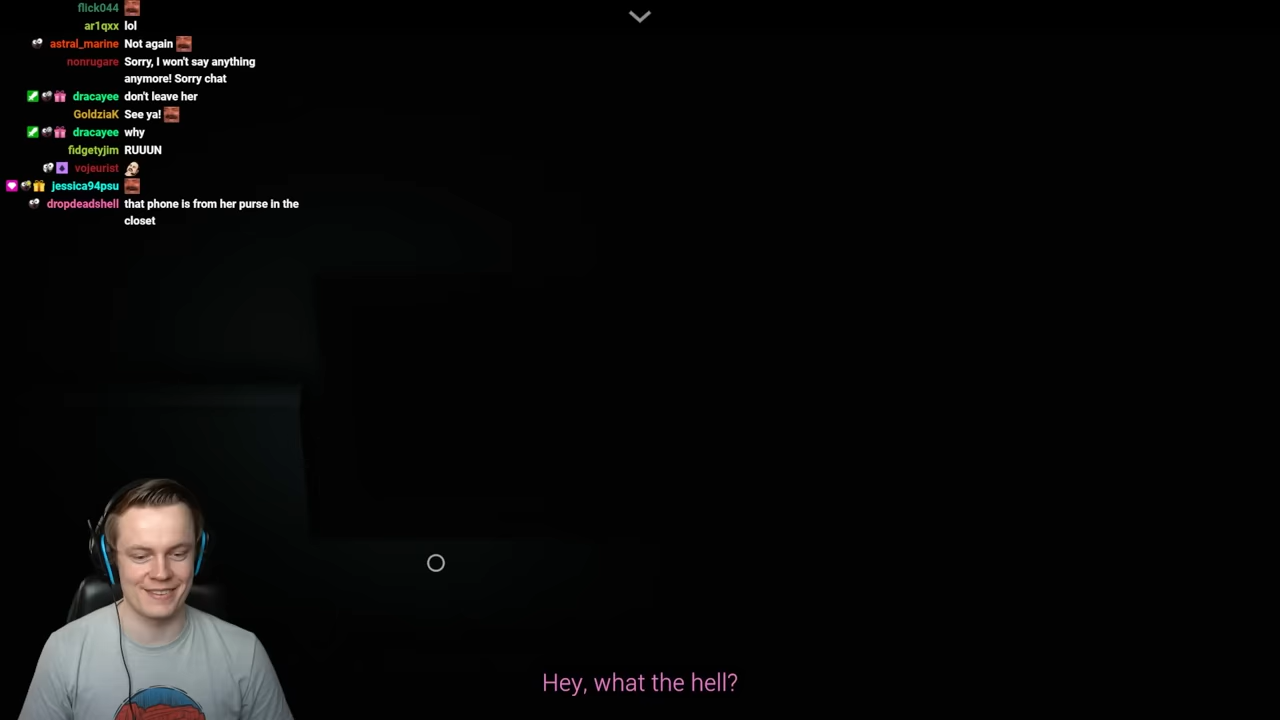 flick044
ar1qxx lol
astral_marine Not again
nonrugare Sorry, I won't say anything
anymore! Sorry chat
dracayee don't leave her
GoldziaK See ya!
dracayee why
fidgetyjim RUUUN
vojeurist
jessica94psu
dropdeadshell that phone is from her purse in the
closet
Hey, what the hell?